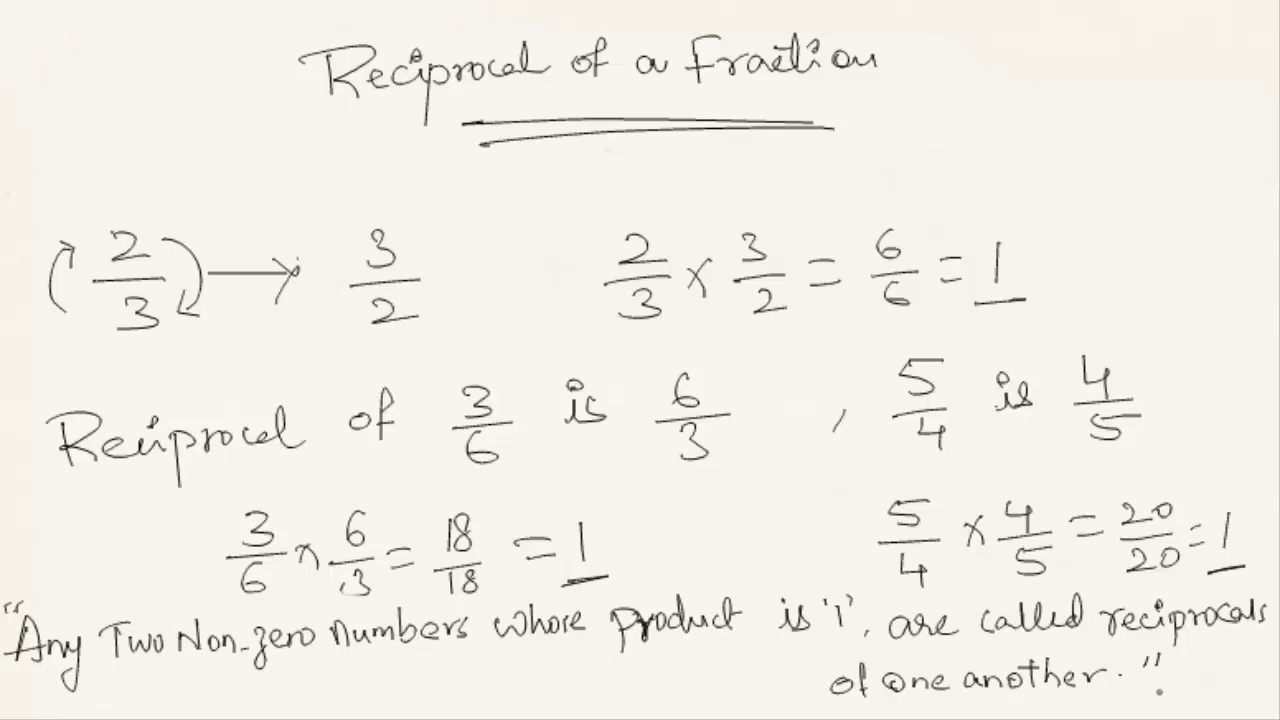 Reciprocal of a Fraction
2/3 → 3/2    2/3 × 3/2 = 6/6 = 1
Reciprocal of 3/6 is 6/3 , 5/4 is 4/5
3/6 × 6/3 = 18/18 = 1    5/4 × 4/5 = 20/20 = 1
"Any Two Non-zero numbers whose product is '1', are called reciprocals
of one another."